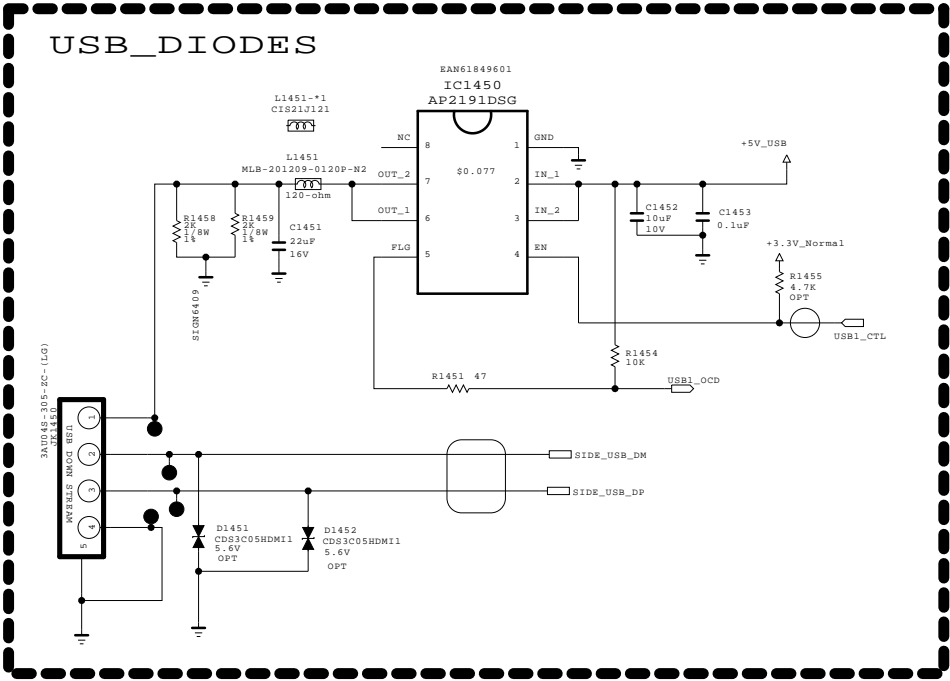 USB_DIODES
EAN61849601
IC1450
AP2191DSG
L1451-*1
CIS21J121
NC
8
1
GND
+5V_USB
L1451
MLB-201209-0120P-N2
120-ohm
$0.077
OUT_2
7
2
IN_1
OUT_1
6
3
IN_2
FLG
5
4
EN
R1458
2K
1/8W
1%
R1459
2K
1/8W
1%
C1451
22uF
16V
C1452
10uF
10V
C1453
0.1uF
+3.3V_Normal
R1455
4.7K
OPT
USB1_CTL
SIGN6409
R1454
10K
R1451 47
USB1_OCD
3AU04S-305-ZC-(LG)
JK1450
USB DOWN STREAM
1
2
3
4
5
SIDE_USB_DM
SIDE_USB_DP
D1451
CDS3C05HDMI1
5.6V
OPT
D1452
CDS3C05HDMI1
5.6V
OPT